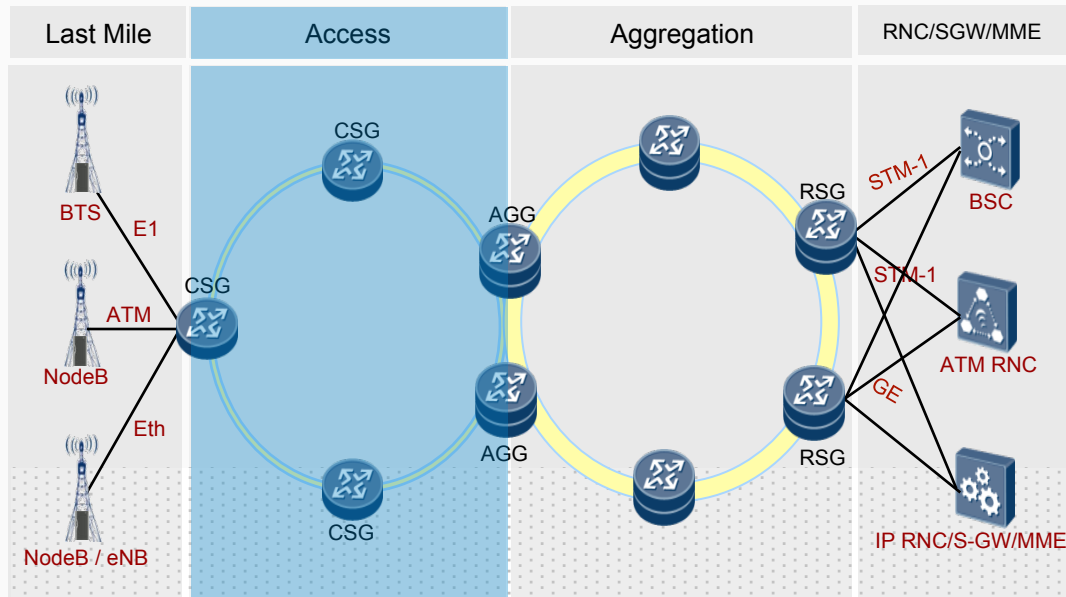 Last Mile
Access
Aggregation
RNC/SGW/MME
CSG
STM-1
BTS
RSG
BSC
AGG
E1
CSG
STM-1
ATM
NodeB
ATM RNC
GE
Eth
AGG
RSG
CSG
NodeB / eNB
IP RNC/S-GW/MME